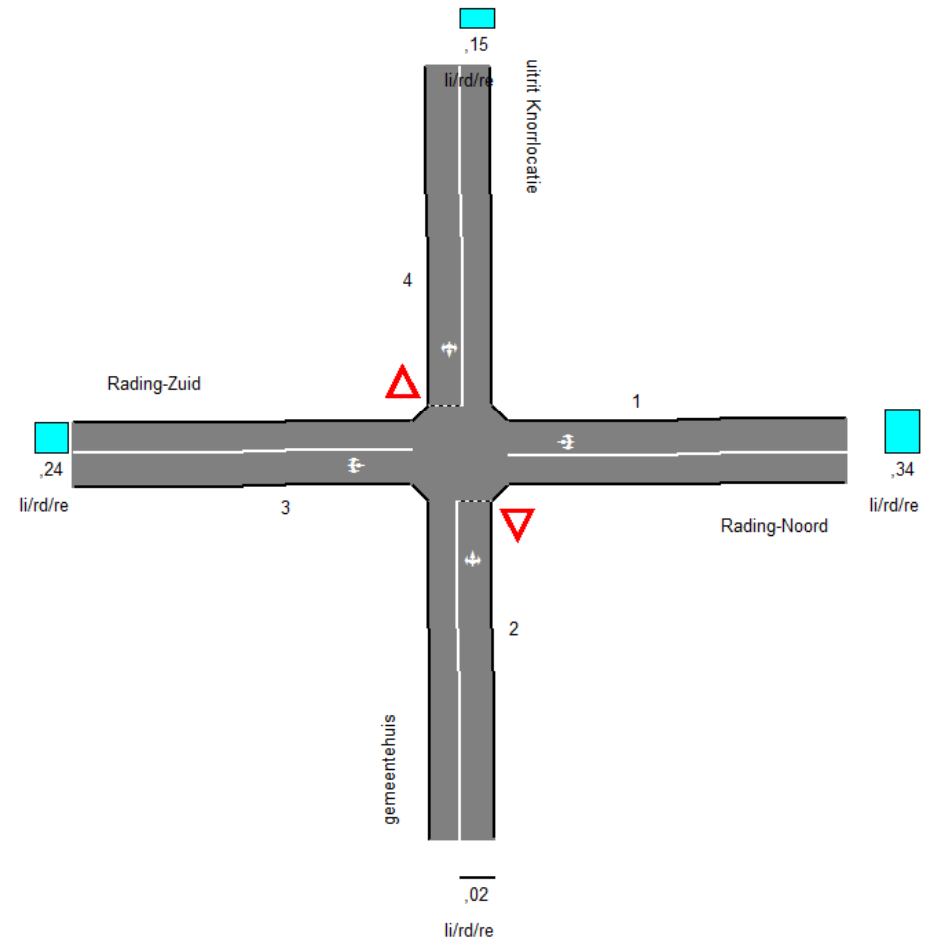 ,15
li/rd/re
uitrit Knorrlocatie
4
Rading-Zuid
1
,24
li/rd/re
3
,34
li/rd/re
Rading-Noord
2
gemeentehuis
,02
li/rd/re